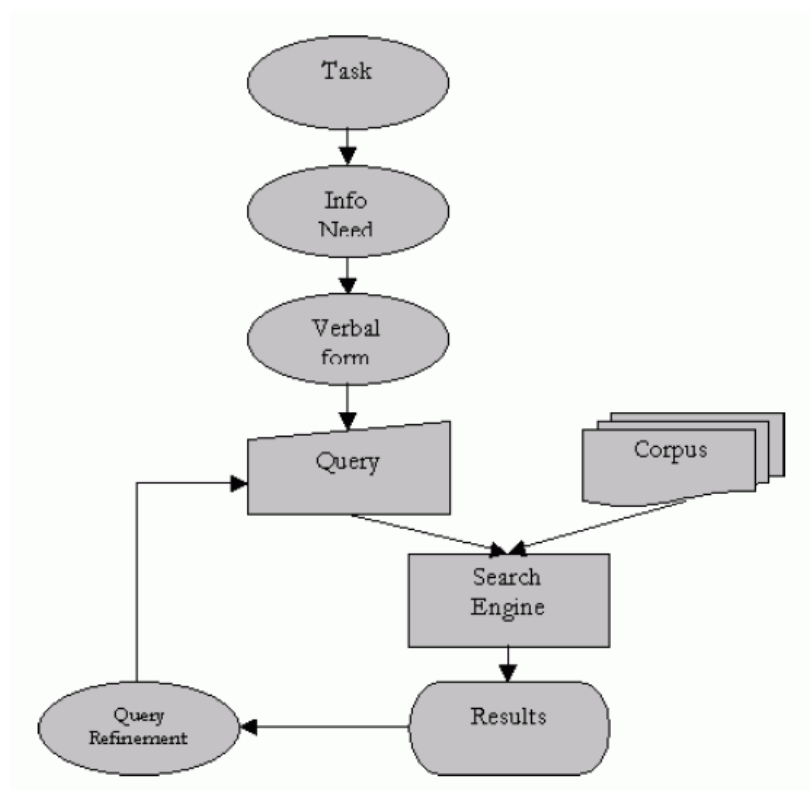 Task
Info
Need
Verbal
form
Query
Corpus
Search
Engine
Results
Query
Refinement